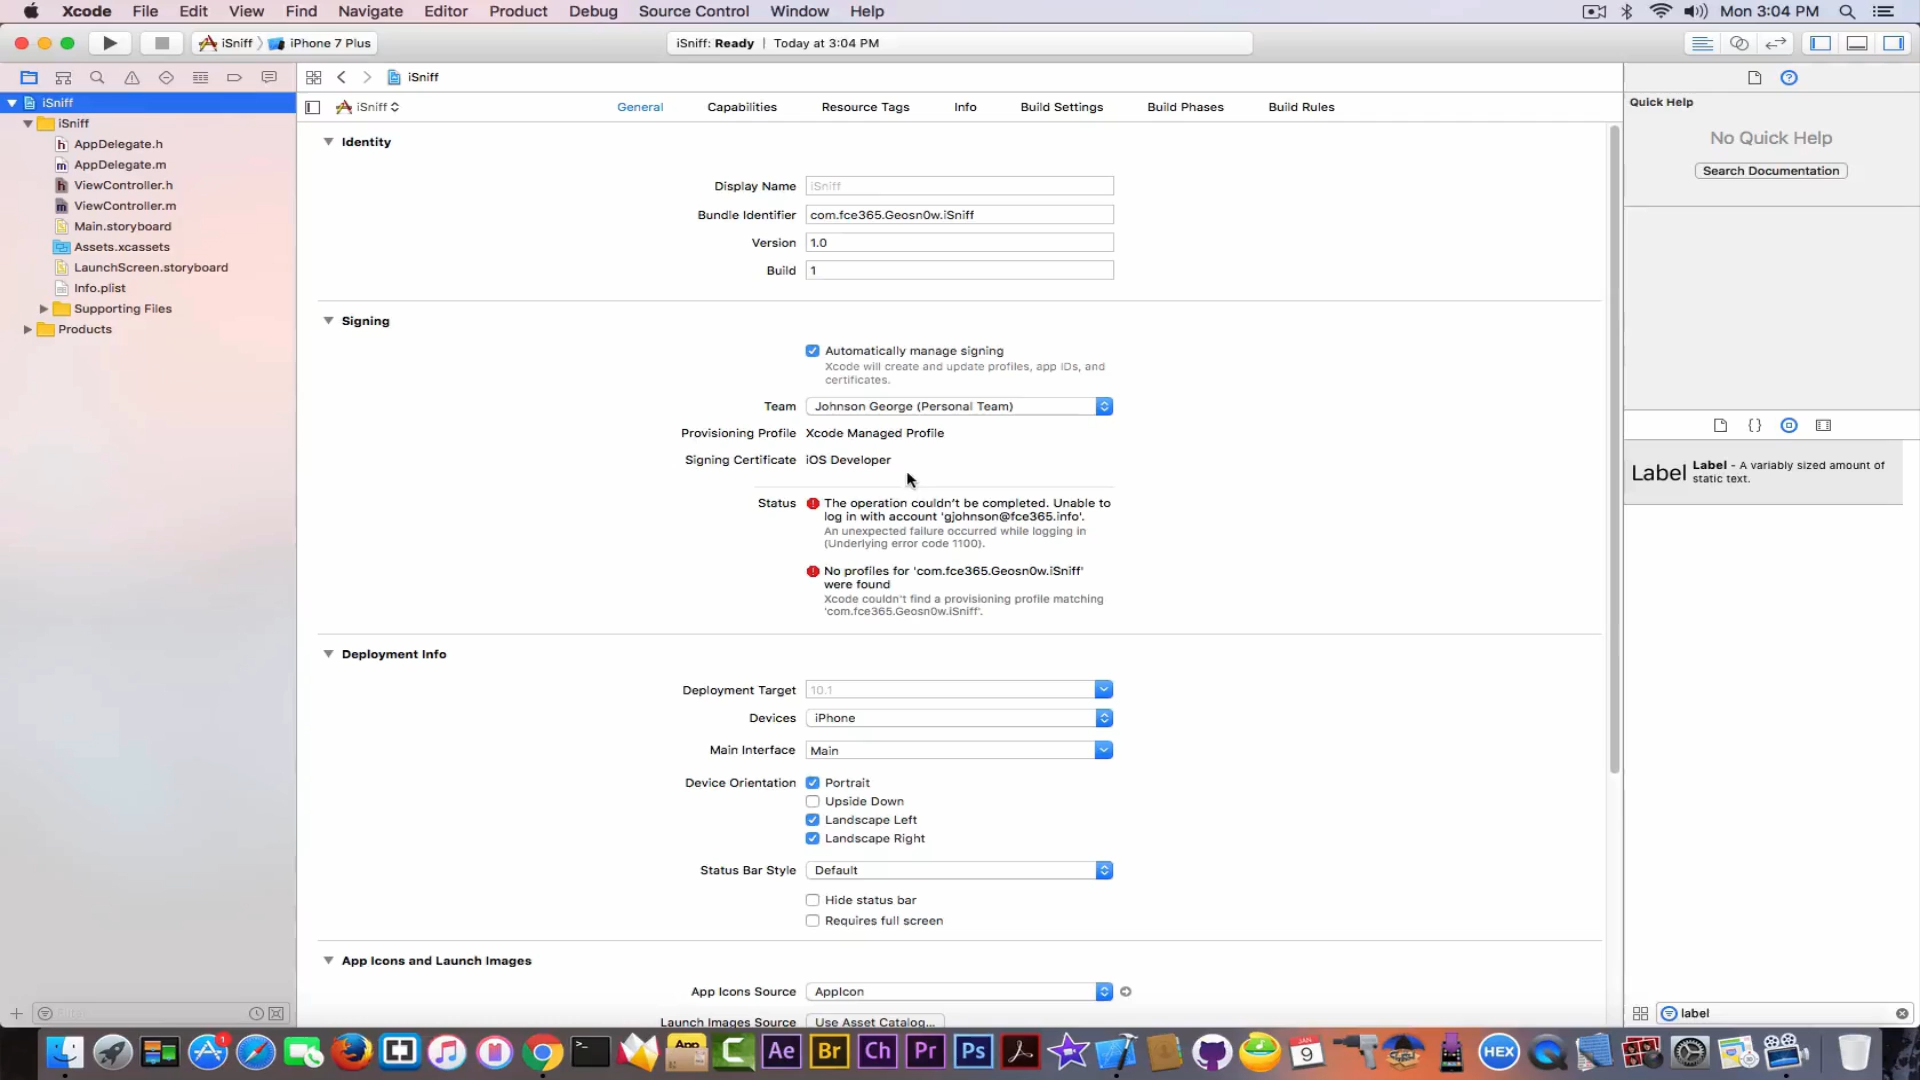 Xcode File Edit View Find Navigate Editor Product Debug Source Control Window Help Mon 3:04 PM
iSniff iPhone 7 Plus iSniff: Ready | Today at 3:04 PM
iSniff
iSniff
iSniff
AppDelegate.h
AppDelegate.m
ViewController.h
ViewController.m
Main.storyboard
Assets.xcassets
LaunchScreen.storyboard
Info.plist
Supporting Files
Products
iSniff General Capabilities Resource Tags Info Build Settings Build Phases Build Rules
Identity
Display Name iSniff
Bundle Identifier com.fce365.Geosn0w.iSniff
Version 1.0
Build 1
Signing
Automatically manage signing
Xcode will create and update profiles, app IDs, and
certificates.
Team Johnson George (Personal Team)
Provisioning Profile Xcode Managed Profile
Signing Certificate iOS Developer
Status The operation couldn't be completed. Unable to
log in with account 'gjohnson@fce365.info'.
An unexpected failure occurred while logging in
(Underlying error code 1100).
No profiles for 'com.fce365.Geosn0w.iSniff'
were found
Xcode couldn't find a provisioning profile matching
'com.fce365.Geosn0w.iSniff'.
Deployment Info
Deployment Target 10.1
Devices iPhone
Main Interface Main
Device Orientation Portrait
Upside Down
Landscape Left
Landscape Right
Status Bar Style Default
Hide status bar
Requires full screen
App Icons and Launch Images
App Icons Source AppIcon
Launch Images Source Use Asset Catalog...
Quick Help
No Quick Help
Search Documentation
{}
Label Label - A variably sized amount of
static text.
label
1 App Ae Br Ch Pr Ps JAN 9 HEX